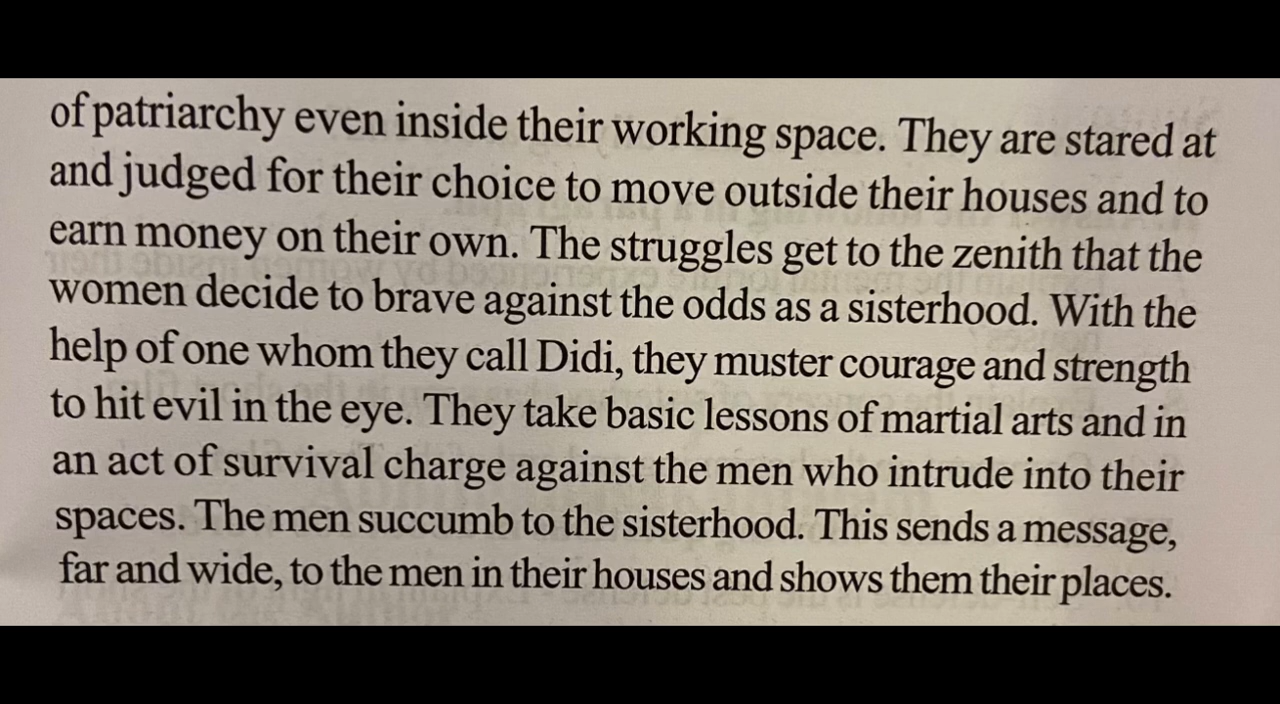 of patriarchy even inside their working space. They are stared at
and judged for their choice to move outside their houses and to
earn money on their own. The struggles get to the zenith that the
women decide to brave against the odds as a sisterhood. With the
help of one whom they call Didi, they muster courage and strength
to hit evil in the eye. They take basic lessons of martial arts and in
an act of survival charge against the men who intrude into their
spaces. The men succumb to the sisterhood. This sends a message,
far and wide, to the men in their houses and shows them their places.